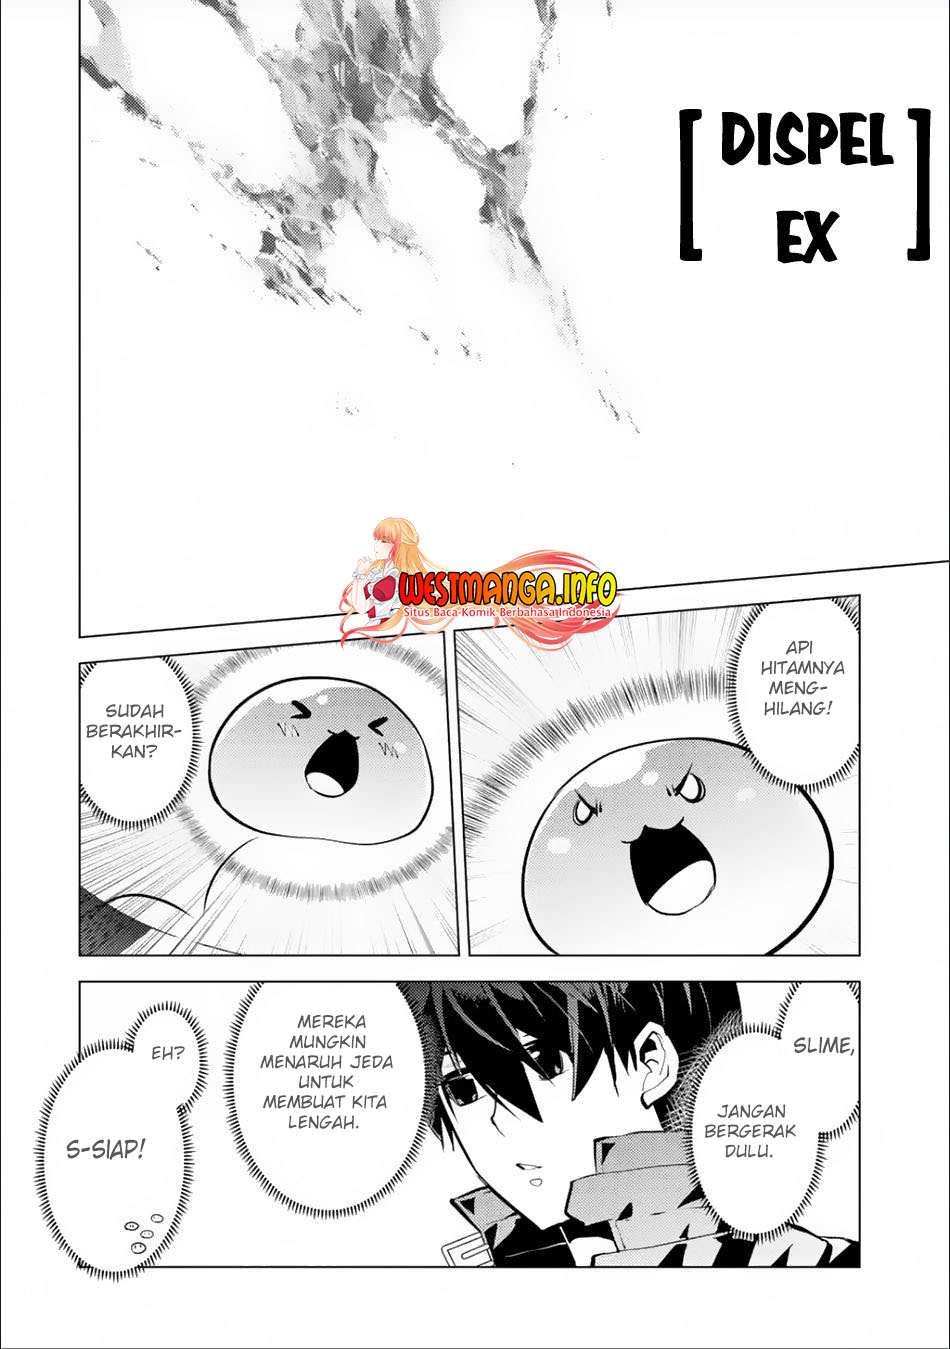 [ DISPEL
EX ]
WESTMANGA.INFO
Situs Baca Komik Berbahasa Indonesia
API
HITAMNYA
MENG-
HILANG!
SUDAH
BERAKHIR-
KAN?
SLIME,
JANGAN
BERGERAK
DULU.
MEREKA
MUNGKIN
MENARUH JEDA
UNTUK
MEMBUAT KITA
LENGAH.
EH?
S-SIAP!